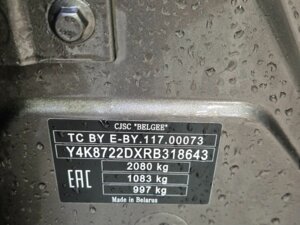 CJSC "BELGEE"
TC BY E-BY.117.00073
Y4K8722DXRB318643
2080 kg
1083 kg
997 kg
EAC
Made in Belarus